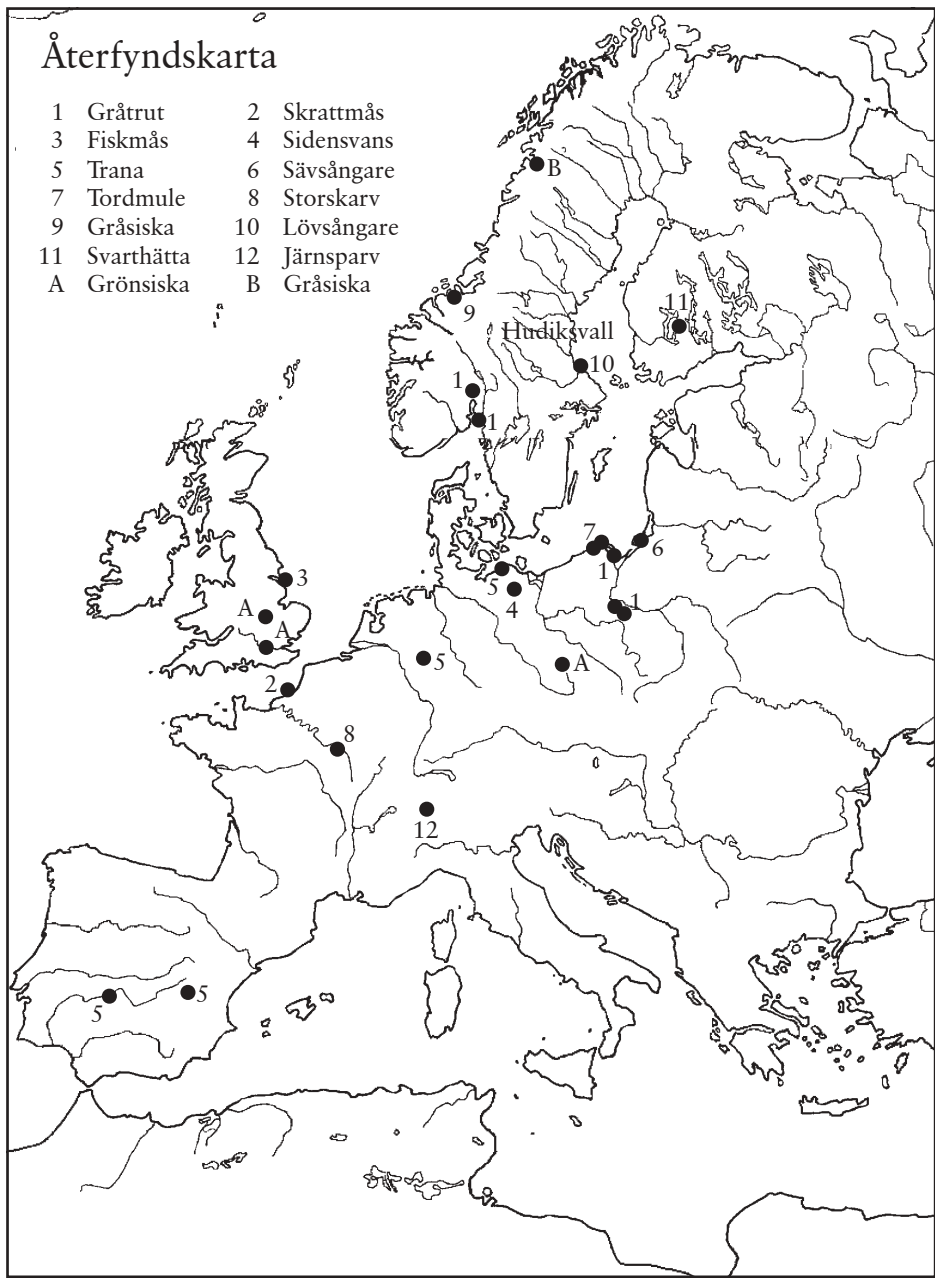 Återfyndskarta
1 Gråtrut 2 Skrattmås
3 Fiskmås 4 Sidensvans
5 Trana 6 Sävsångare
7 Tordmule 8 Storskarv
9 Gråsiska 10 Lövsångare
11 Svarthätta 12 Järnsparv
A Grönsiska B Gråsiska
B
9
11
Hudiksvall
10
1
1
7
6
1
5
3
4
1
A
A
5
A
2
8
12
5
5